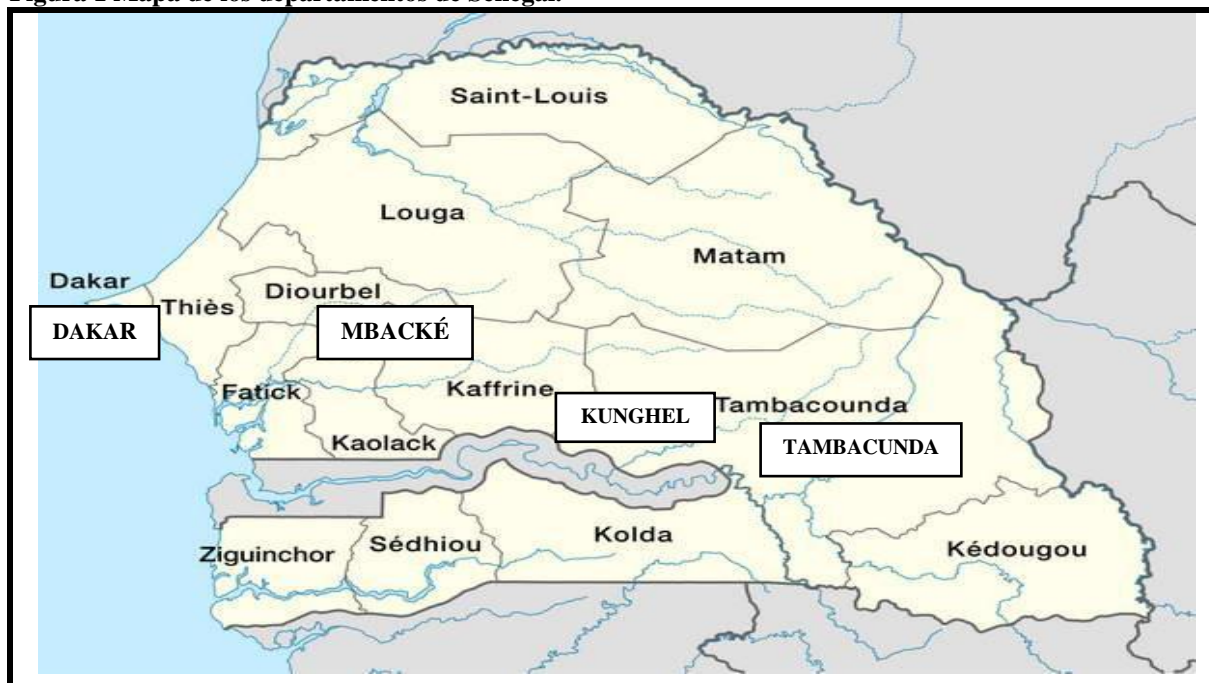 Figura 1 Mapa de los departamentos de Senegal.
Saint-Louis
Louga
Matam
Dakar
Thiès
Diourbel
DAKAR
MBACKÉ
Fatick
Kaffrine
Tambacounda
KUNGHEL
Kaolack
TAMBACUNDA
Ziguinchor
Sédhiou
Kolda
Kédougou